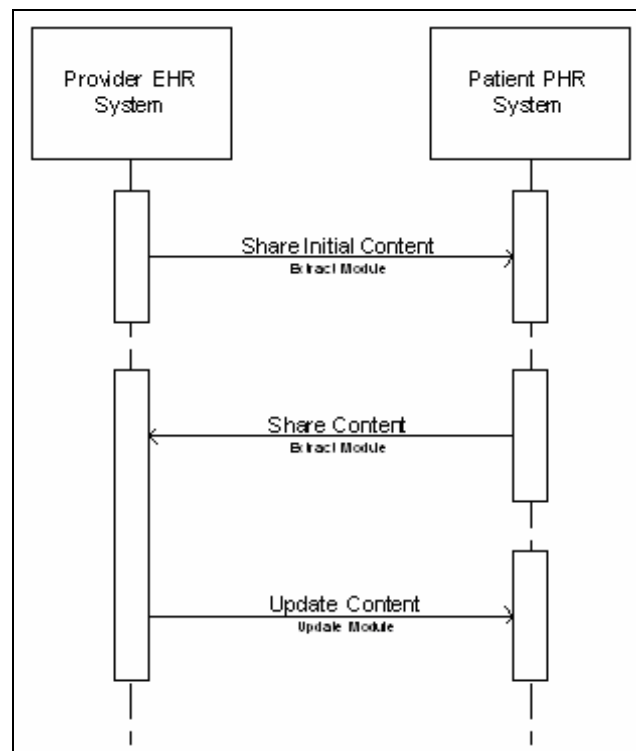 Provider EHR
System
Patient PHR
System
Share Initial Content
Extract Module
Share Content
Extract Module
Update Content
Update Module